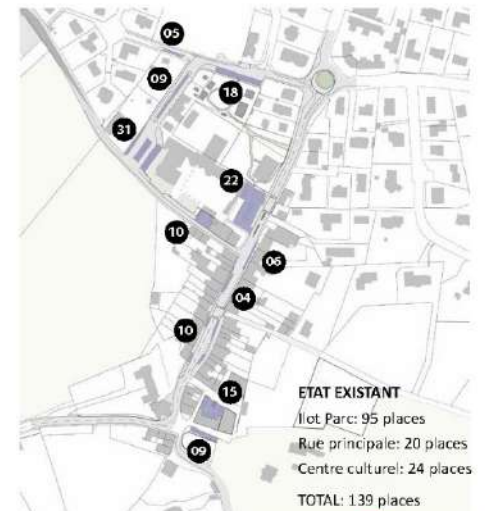 05
09
18
31
22
10
06
04
10
15
ETAT EXISTANT
Ilot Parc: 95 places
Rue principale: 20 places
09
Centre culturel: 24 places
TOTAL: 139 places